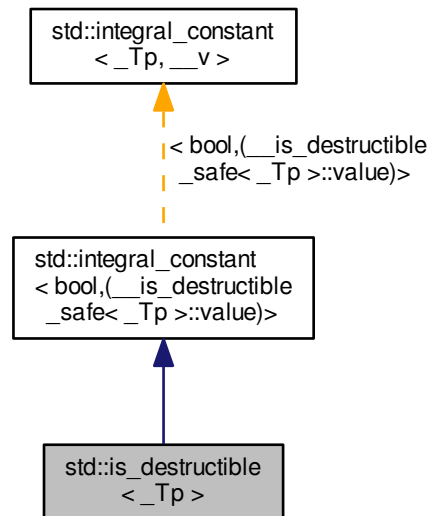 std::integral_constant
< _Tp, __v >
< bool,(__is_destructible
_safe< _Tp >::value)>
std::integral_constant
< bool,(__is_destructible
_safe< _Tp >::value)>
std::is_destructible
< _Tp >